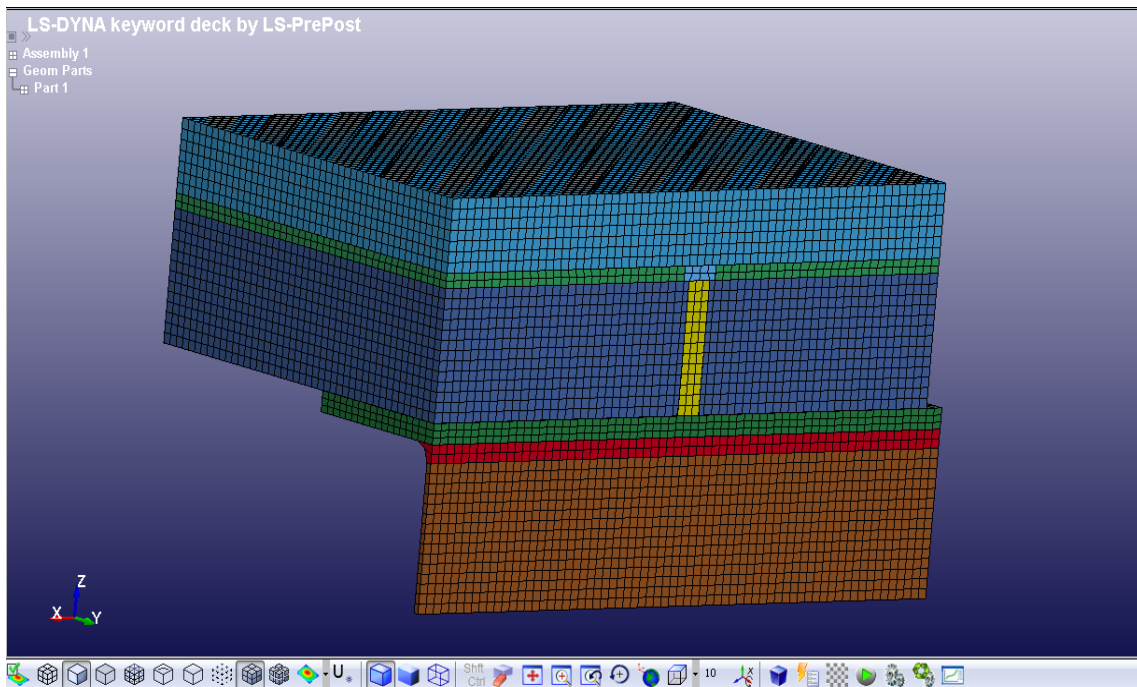 LS-DYNA keyword deck by LS-PrePost
Assembly 1
Geom Parts
Part 1
Z
X
Y
U
Shft
Ctrl
10